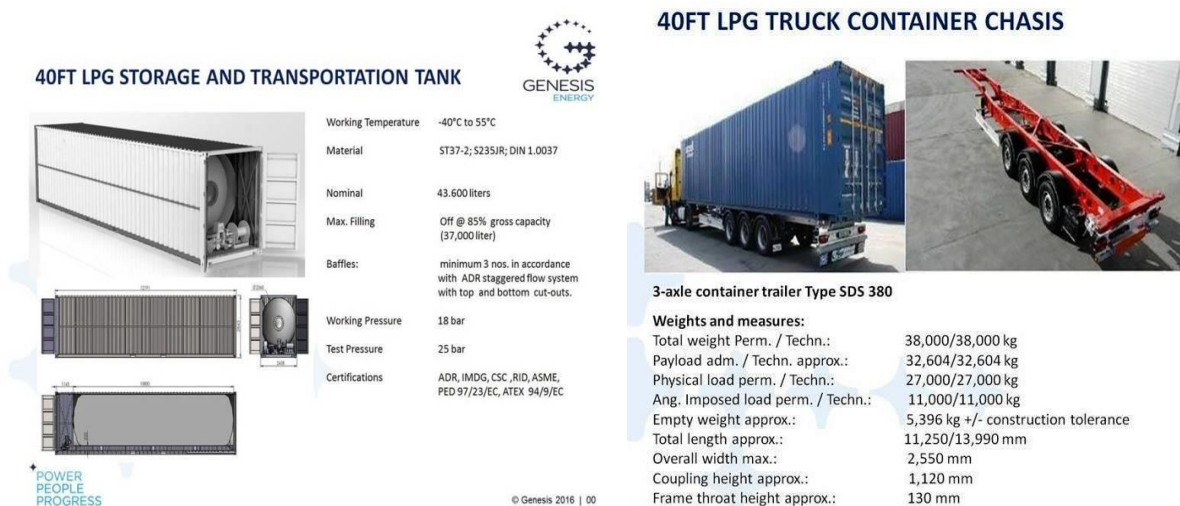 40FT LPG STORAGE AND TRANSPORTATION TANK
GENESIS
ENERGY
Working Temperature -40°C to 55°C
Material ST37-2; S235JR; DIN 1.0037
Nominal 43.600 liters
Max. Filling Off @ 85% gross capacity
(37,000 liter)
Baffles: minimum 3 nos. in accordance
with ADR staggered flow system
with top and bottom cut-outs.
Working Pressure 18 bar
Test Pressure 25 bar
Certifications ADR, IMDG, CSC ,RID, ASME,
PED 97/23/EC, ATEX 94/9/EC
POWER
PEOPLE
PROGRESS
© Genesis 2016 | 00
40FT LPG TRUCK CONTAINER CHASIS
3-axle container trailer Type SDS 380
Weights and measures:
Total weight Perm. / Techn.: 38,000/38,000 kg
Payload adm. / Techn. approx.: 32,604/32,604 kg
Physical load perm. / Techn.: 27,000/27,000 kg
Ang. Imposed load perm. / Techn.: 11,000/11,000 kg
Empty weight approx.: 5,396 kg +/- construction tolerance
Total length approx.: 11,250/13,990 mm
Overall width max.: 2,550 mm
Coupling height approx.: 1,120 mm
Frame throat height approx.: 130 mm